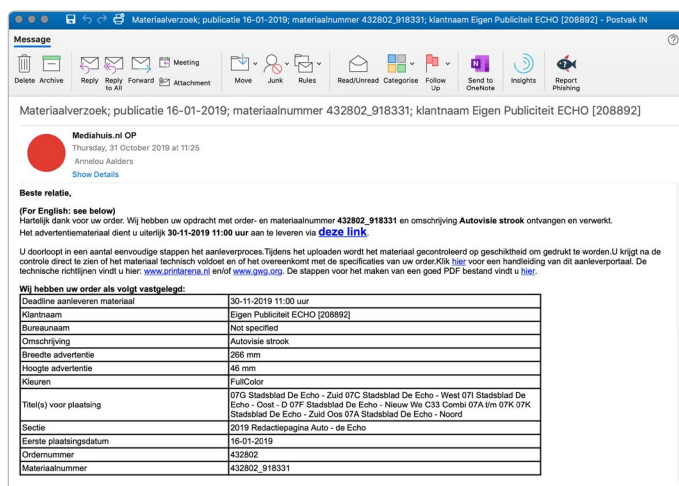 Materiaalverzoek; publicatie 16-01-2019; materiaalnummer 432802_918331; klantnaam Eigen Publiciteit ECHO [208892] - Postvak IN
Message
Delete Archive Reply Reply to All Forward Meeting Attachment Move Junk Rules Read/Unread Categorise Follow Up Send to OneNote Insights Report Phishing
Materiaalverzoek; publicatie 16-01-2019; materiaalnummer 432802_918331; klantnaam Eigen Publiciteit ECHO [208892]
Mediahuis.nl OP
Thursday, 31 October 2019 at 11:25
Annelou Aalders
Show Details
Beste relatie,
(For English: see below)
Hartelijk dank voor uw order. Wij hebben uw opdracht met order- en materiaalnummer 432802_918331 en omschrijving Autovisie strook ontvangen en verwerkt.
Het advertentiemateriaal dient u uiterlijk 30-11-2019 11:00 uur aan te leveren via deze link.
U doorloopt in een aantal eenvoudige stappen het aanleverproces.Tijdens het uploaden wordt het materiaal gecontroleerd op geschiktheid om gedrukt te worden.U krijgt na de
controle direct te zien of het materiaal technisch voldoet en of het overeenkomt met de specificaties van uw order.Klik hier voor een handleiding van dit aanleverportaal. De
technische richtlijnen vindt u hier: www.printarena.nl en/of www.gwg.org. De stappen voor het maken van een goed PDF bestand vindt u hier.
Wij hebben uw order als volgt vastgelegd:
Deadline aanleveren materiaal 30-11-2019 11:00 uur
Klantnaam Eigen Publiciteit ECHO [208892]
Bureaunaam Not specified
Omschrijving Autovisie strook
Breedte advertentie 266 mm
Hoogte advertentie 46 mm
Kleuren FullColor
Titel(s) voor plaatsing 07G Stadsblad De Echo - Zuid 07C Stadsblad De Echo - West 07I Stadsblad De
Echo - Oost - D 07F Stadsblad De Echo - Nieuw We C33 Combi 07A t/m 07K 07K
Stadsblad De Echo - Zuid Oos 07A Stadsblad De Echo - Noord
Sectie 2019 Redactiepagina Auto - de Echo
Eerste plaatsingsdatum 16-01-2019
Ordernummer 432802
Materiaalnummer 432802_918331